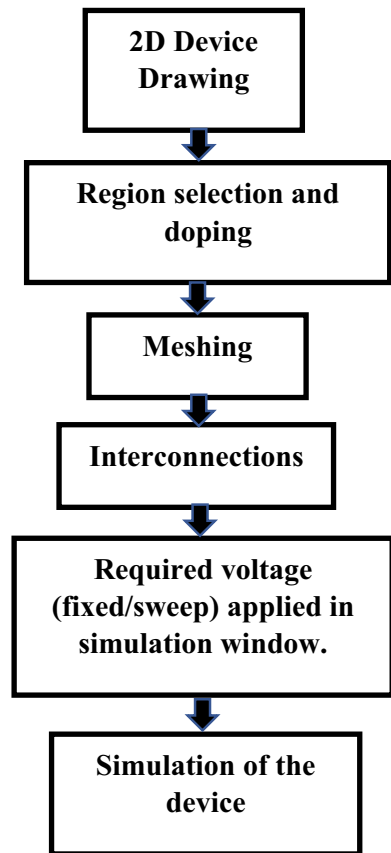 2D Device
Drawing
Region selection and
doping
Meshing
Interconnections
Required voltage
(fixed/sweep) applied in
simulation window.
Simulation of the
device